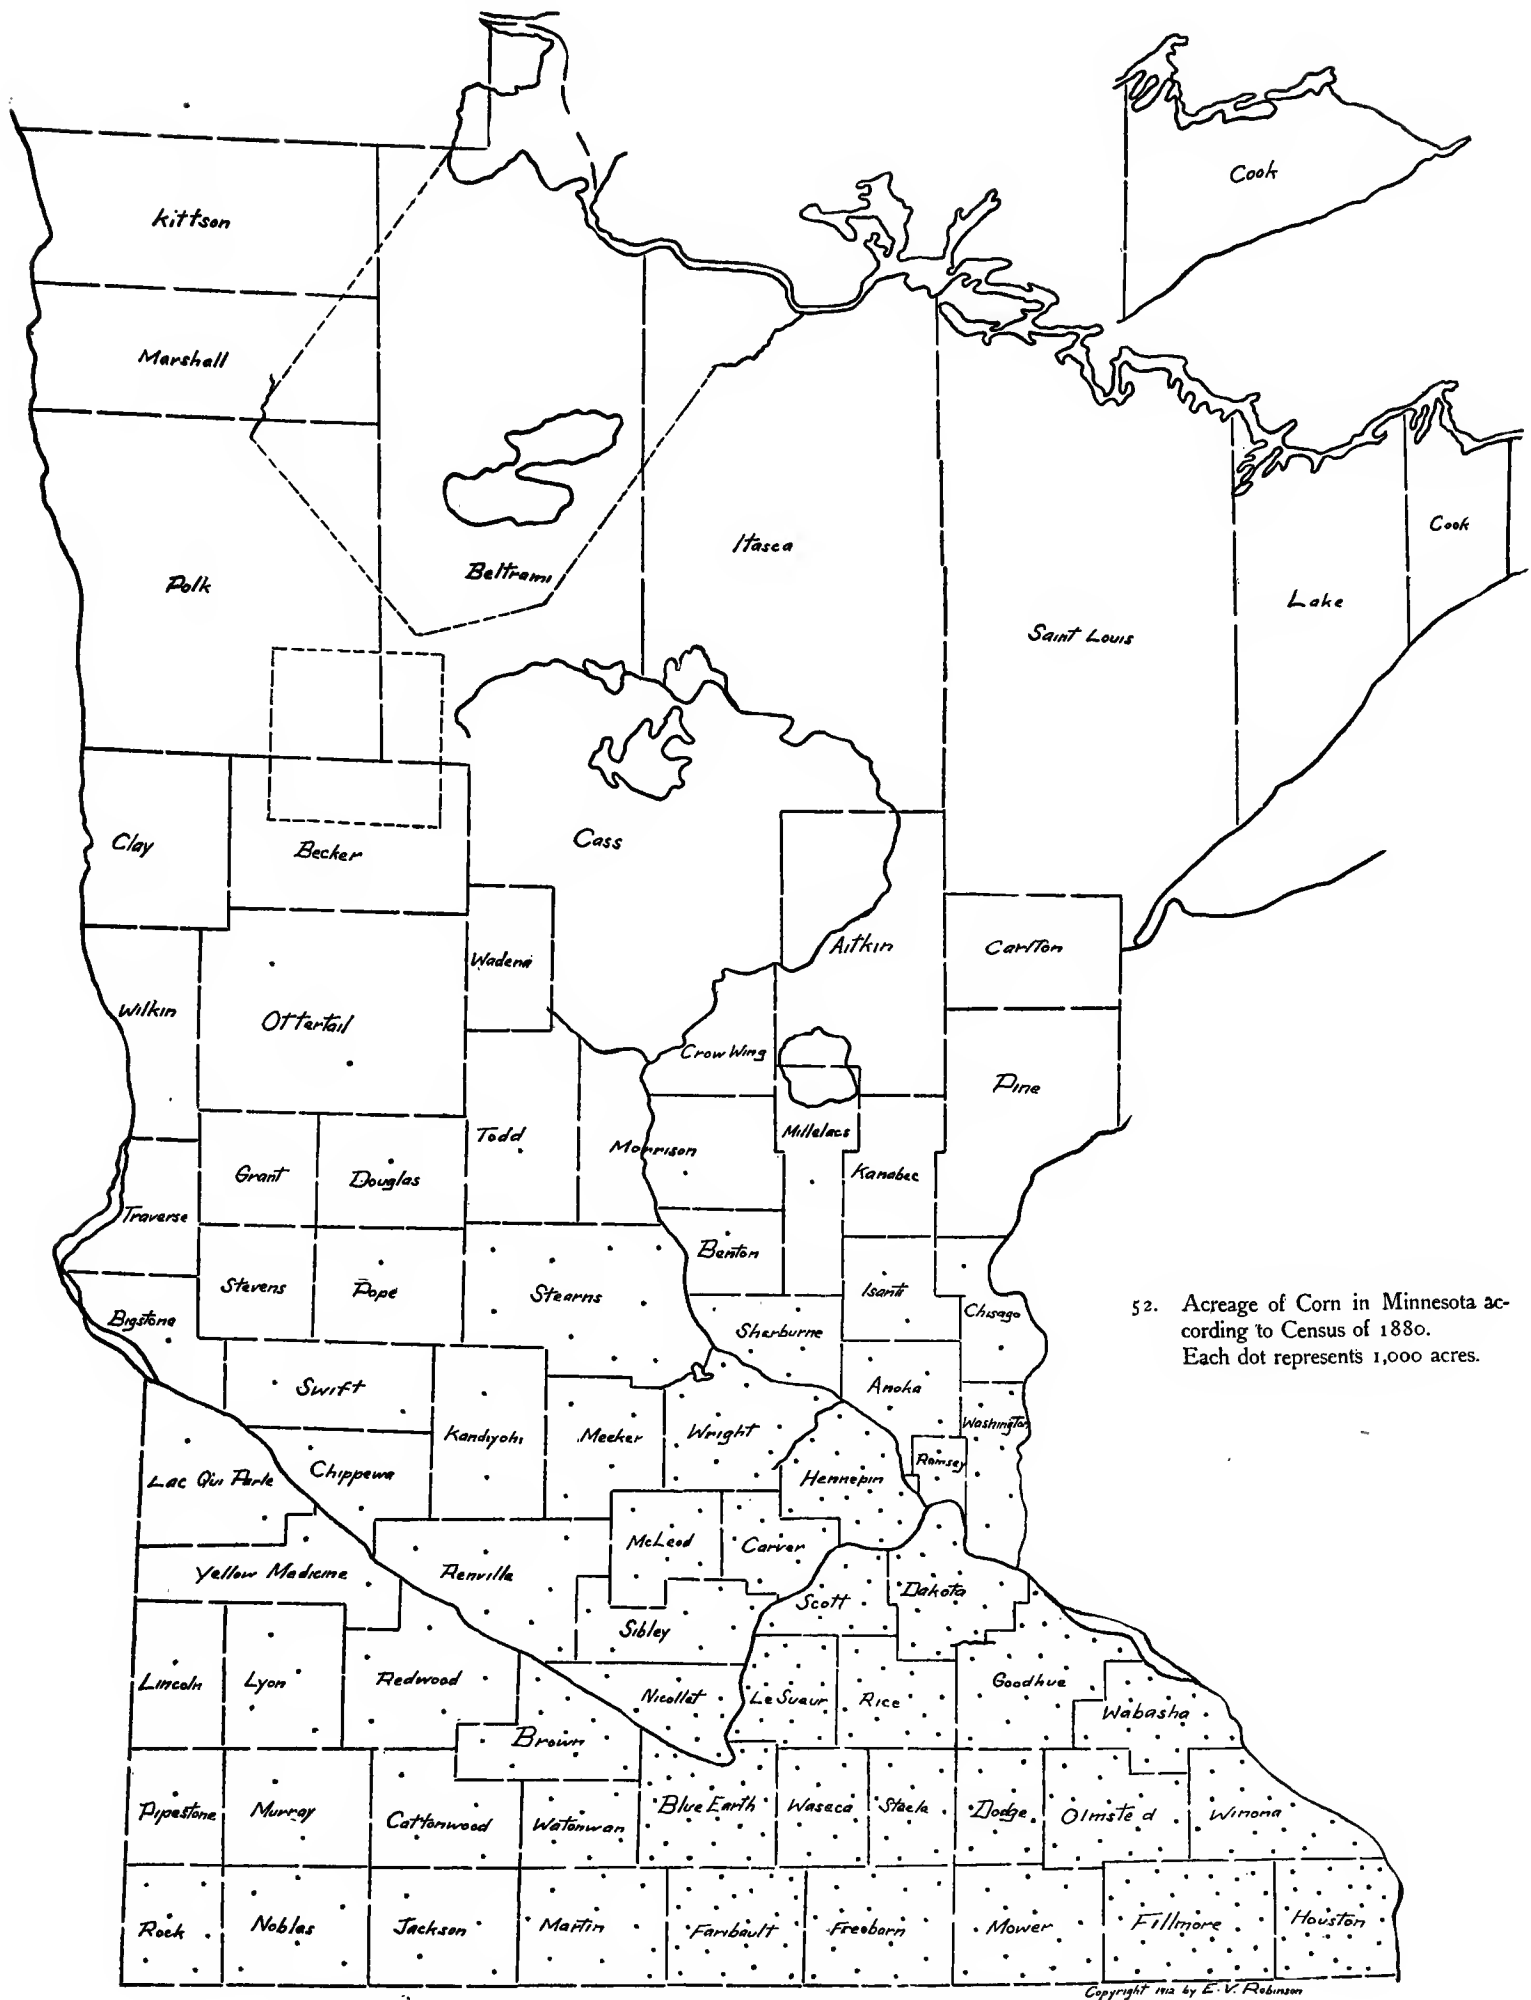 Cook
Kittson
Marshall
Cook
Itasca
Beltrami
Polk
Lake
Saint Louis
Cass
Clay
Becker
Aitkin
Carlton
Wadena
Wilkin
Ottertail
Crow Wing
Pine
Millelacs
Todd
Morrison
Kanabec
Grant
Douglas
Traverse
Benton
Stevens
Pope
Stearns
Isanti
Chisago
Bigstone
Sherburne
52. Acreage of Corn in Minnesota ac-
cording to Census of 1880.
Each dot represents 1,000 acres.
Swift
Anoka
Washington
Kandiyohi
Meeker
Wright
Ramsey
Lac Qui Parle
Chippewa
Hennepin
McLeod
Carver
Yellow Medicine
Renville
Dakota
Scott
Sibley
Lincoln
Lyon
Redwood
Nicollet
Le Sueur
Rice
Goodhue
Wabasha
Brown
Pipestone
Murray
Cattonwood
Watonwan
Blue Earth
Waseca
Steele
Dodge
Olmsted
Winona
Rock
Nobles
Jackson
Martin
Faribault
Freeborn
Mower
Fillmore
Houston
Copyright 1912 by E. V. Robinson